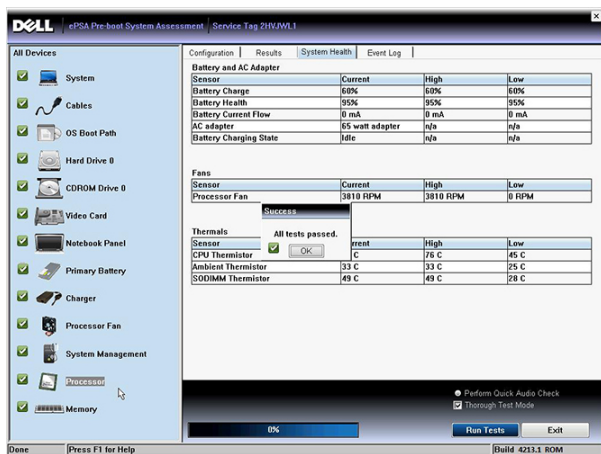 DELL ePSA Pre-boot System Assessment Service Tag 2HVJWL1
All Devices
System
Cables
OS Boot Path
Hard Drive 0
CDROM Drive 0
Video Card
Notebook Panel
Primary Battery
Charger
Processor Fan
System Management
Processor
Memory
Configuration Results System Health Event Log
Battery and AC Adapter
Sensor Current High Low
Battery Charge 60% 60% 60%
Battery Health 95% 95% 95%
Battery Current Flow 0 mA 0 mA 0 mA
AC adapter 65 watt adapter n/a n/a
Battery Charging State Idle n/a n/a
Fans
Sensor Current High Low
Processor Fan 3810 RPM 3810 RPM 0 RPM
Success
All tests passed.
OK
Thermals
Sensor rrent High Low
CPU Thermistor C 76 C 45 C
Ambient Thermistor 33 C 33 C 25 C
SODIMM Thermistor 49 C 49 C 28 C
Perform Quick Audio Check
Thorough Test Mode
0% Run Tests Exit
Done Press F1 for Help Build 4213.1 ROM